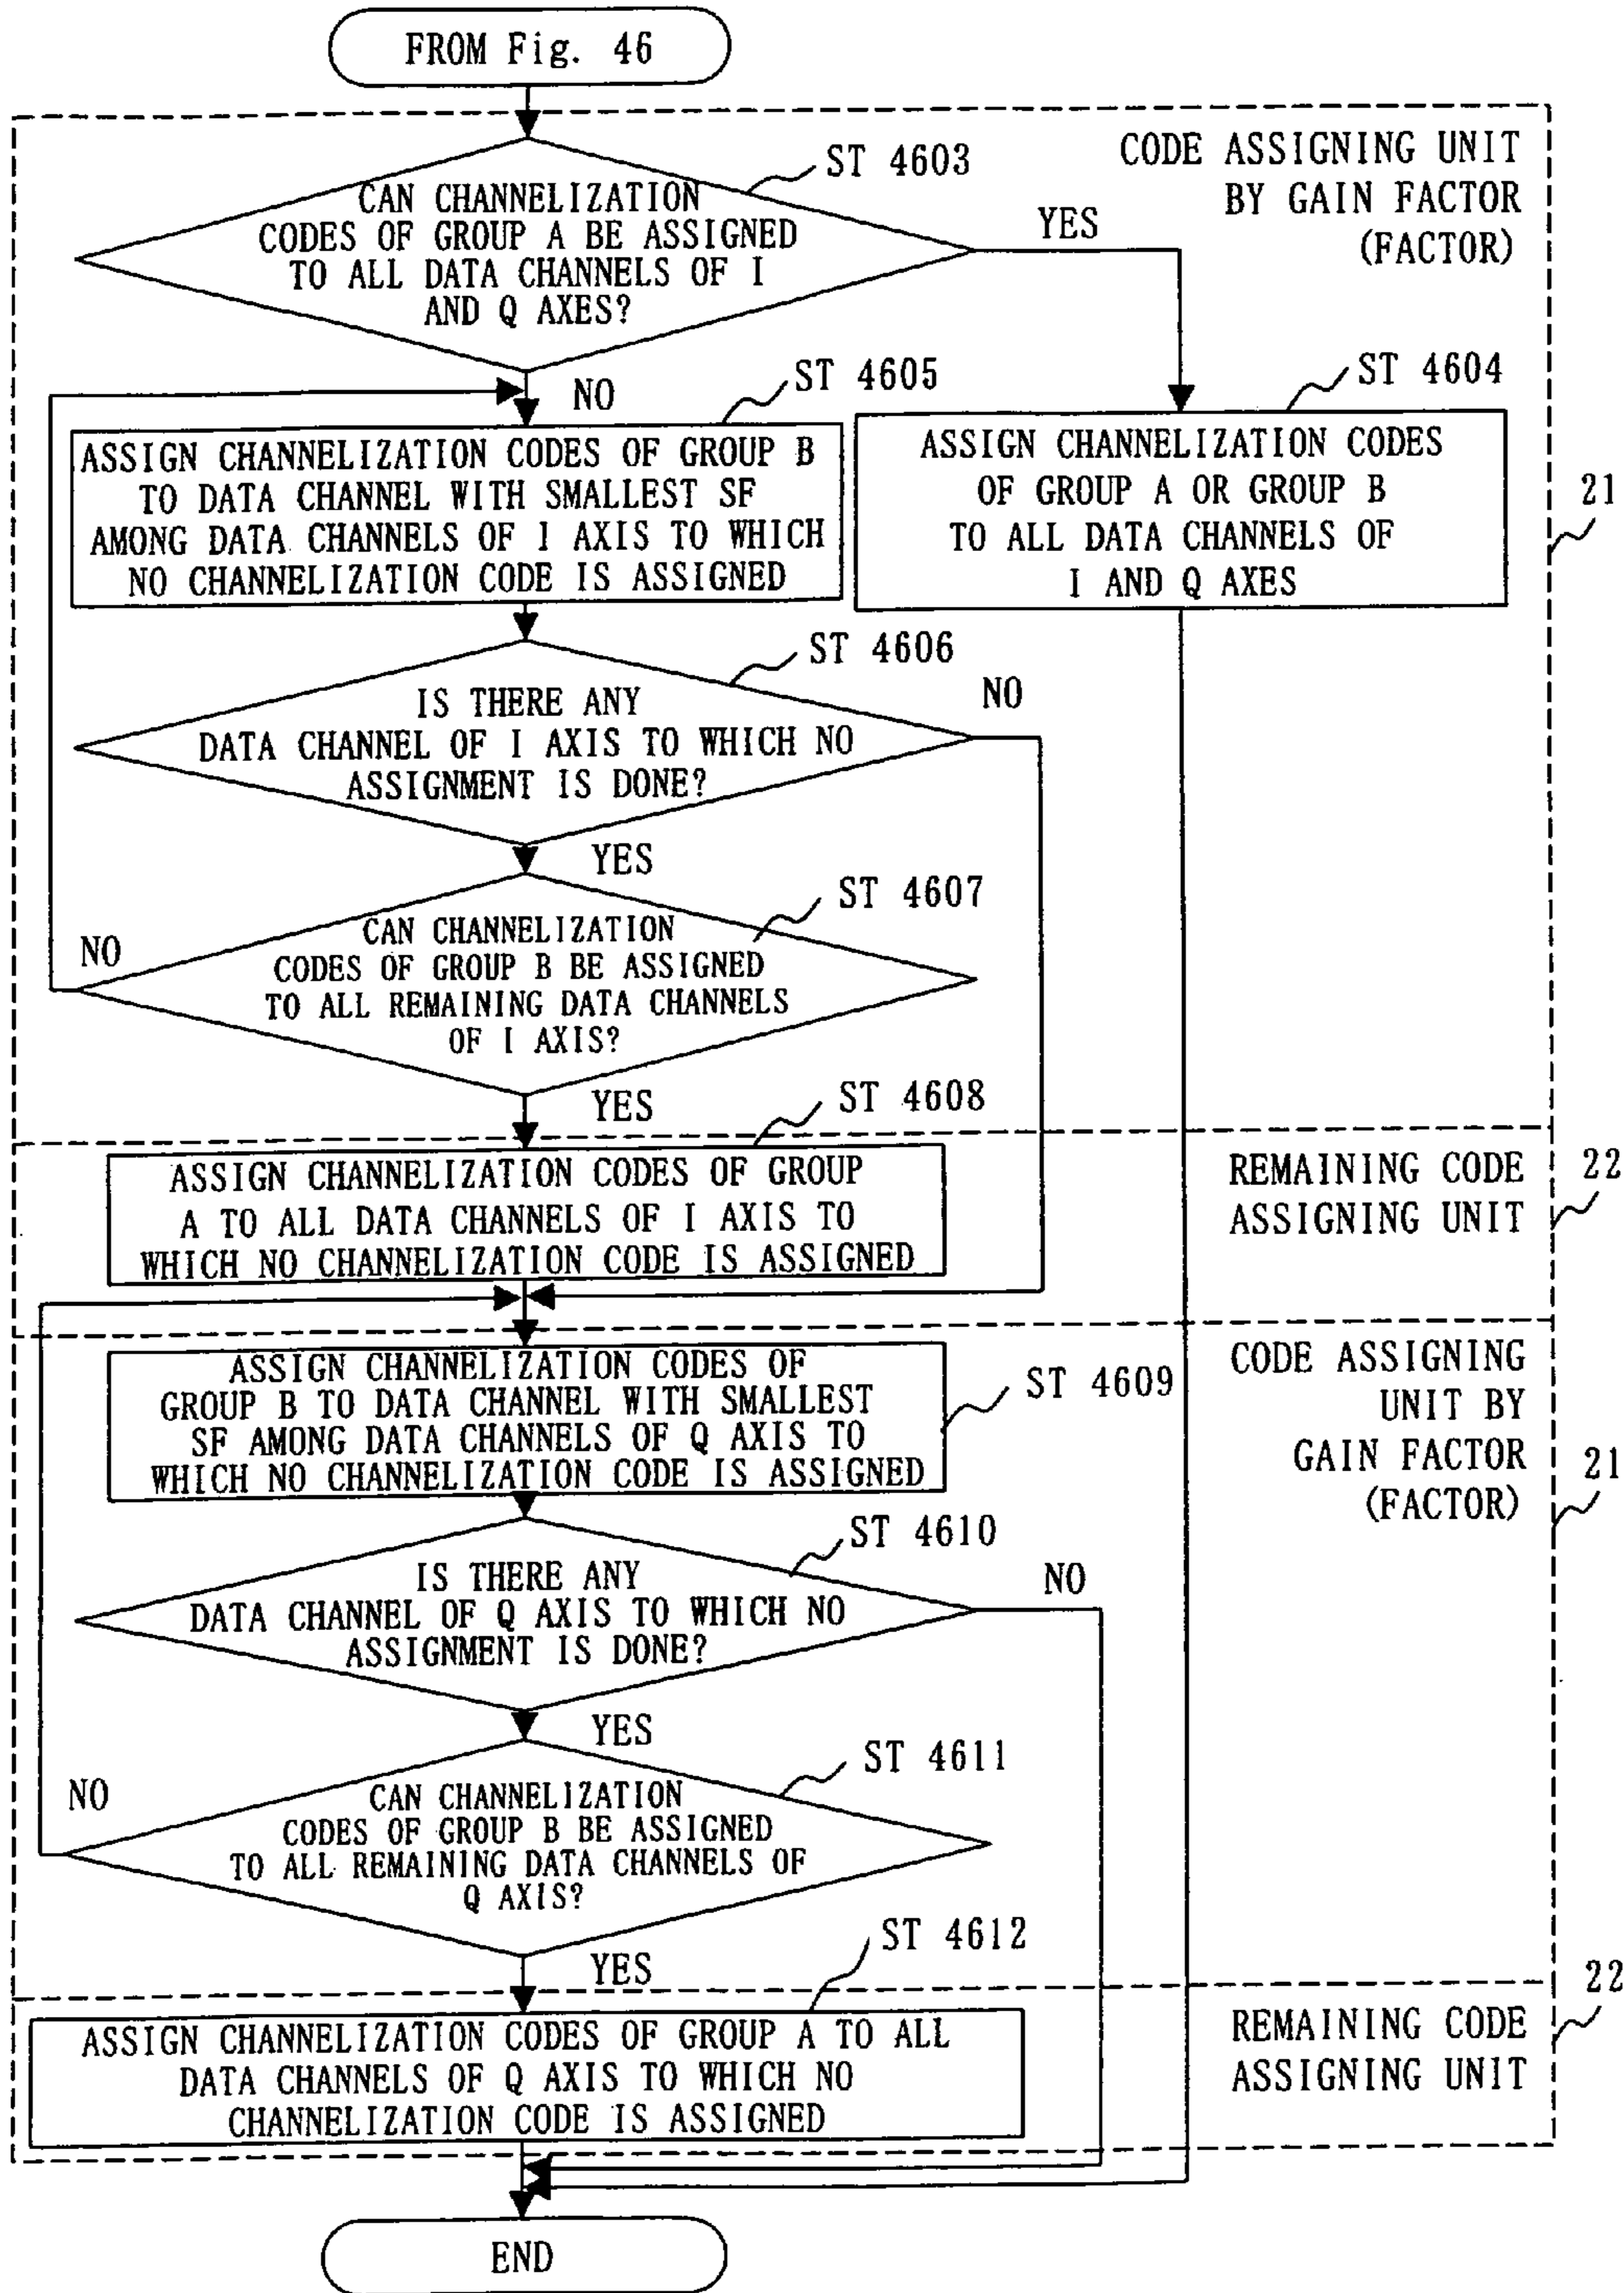 FROM Fig. 46
CODE ASSIGNING UNIT
BY GAIN FACTOR
(FACTOR)
ST 4603
CAN CHANNELIZATION
CODES OF GROUP A BE ASSIGNED
TO ALL DATA CHANNELS OF I
AND Q AXES?
YES
NO
ST 4605
ST 4604
ASSIGN CHANNELIZATION CODES OF GROUP B
TO DATA CHANNEL WITH SMALLEST SF
AMONG DATA CHANNELS OF I AXIS TO WHICH
NO CHANNELIZATION CODE IS ASSIGNED
ASSIGN CHANNELIZATION CODES
OF GROUP A OR GROUP B
TO ALL DATA CHANNELS OF
I AND Q AXES
21
ST 4606
IS THERE ANY
DATA CHANNEL OF I AXIS TO WHICH NO
ASSIGNMENT IS DONE?
NO
YES
ST 4607
CAN CHANNELIZATION
CODES OF GROUP B BE ASSIGNED
TO ALL REMAINING DATA CHANNELS
OF I AXIS?
NO
YES
ST 4608
ASSIGN CHANNELIZATION CODES OF GROUP
A TO ALL DATA CHANNELS OF I AXIS TO
WHICH NO CHANNELIZATION CODE IS ASSIGNED
REMAINING CODE
ASSIGNING UNIT
22
ASSIGN CHANNELIZATION CODES OF
GROUP B TO DATA CHANNEL WITH SMALLEST
SF AMONG DATA CHANNELS OF Q AXIS TO
WHICH NO CHANNELIZATION CODE IS ASSIGNED
ST 4609
CODE ASSIGNING
UNIT BY
GAIN FACTOR
(FACTOR)
21
ST 4610
IS THERE ANY
DATA CHANNEL OF Q AXIS TO WHICH NO
ASSIGNMENT IS DONE?
NO
YES
ST 4611
CAN CHANNELIZATION
CODES OF GROUP B BE ASSIGNED
TO ALL REMAINING DATA CHANNELS OF
Q AXIS?
NO
YES
ST 4612
ASSIGN CHANNELIZATION CODES OF GROUP A TO ALL
DATA CHANNELS OF Q AXIS TO WHICH NO
CHANNELIZATION CODE IS ASSIGNED
REMAINING CODE
ASSIGNING UNIT
22
END